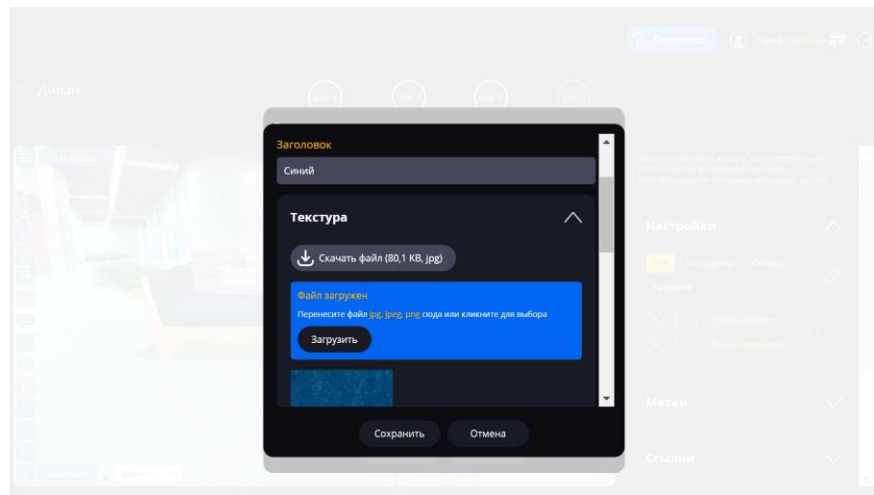 Диван
Заголовок
Синий
Текстура
Скачать файл (80,1 KB, jpg)
Файл загружен
Перенесите файл jpg, jpeg, png сюда или кликните для выбора
Загрузить
Сохранить
Отмена
Настройки
Метки
Ссылки